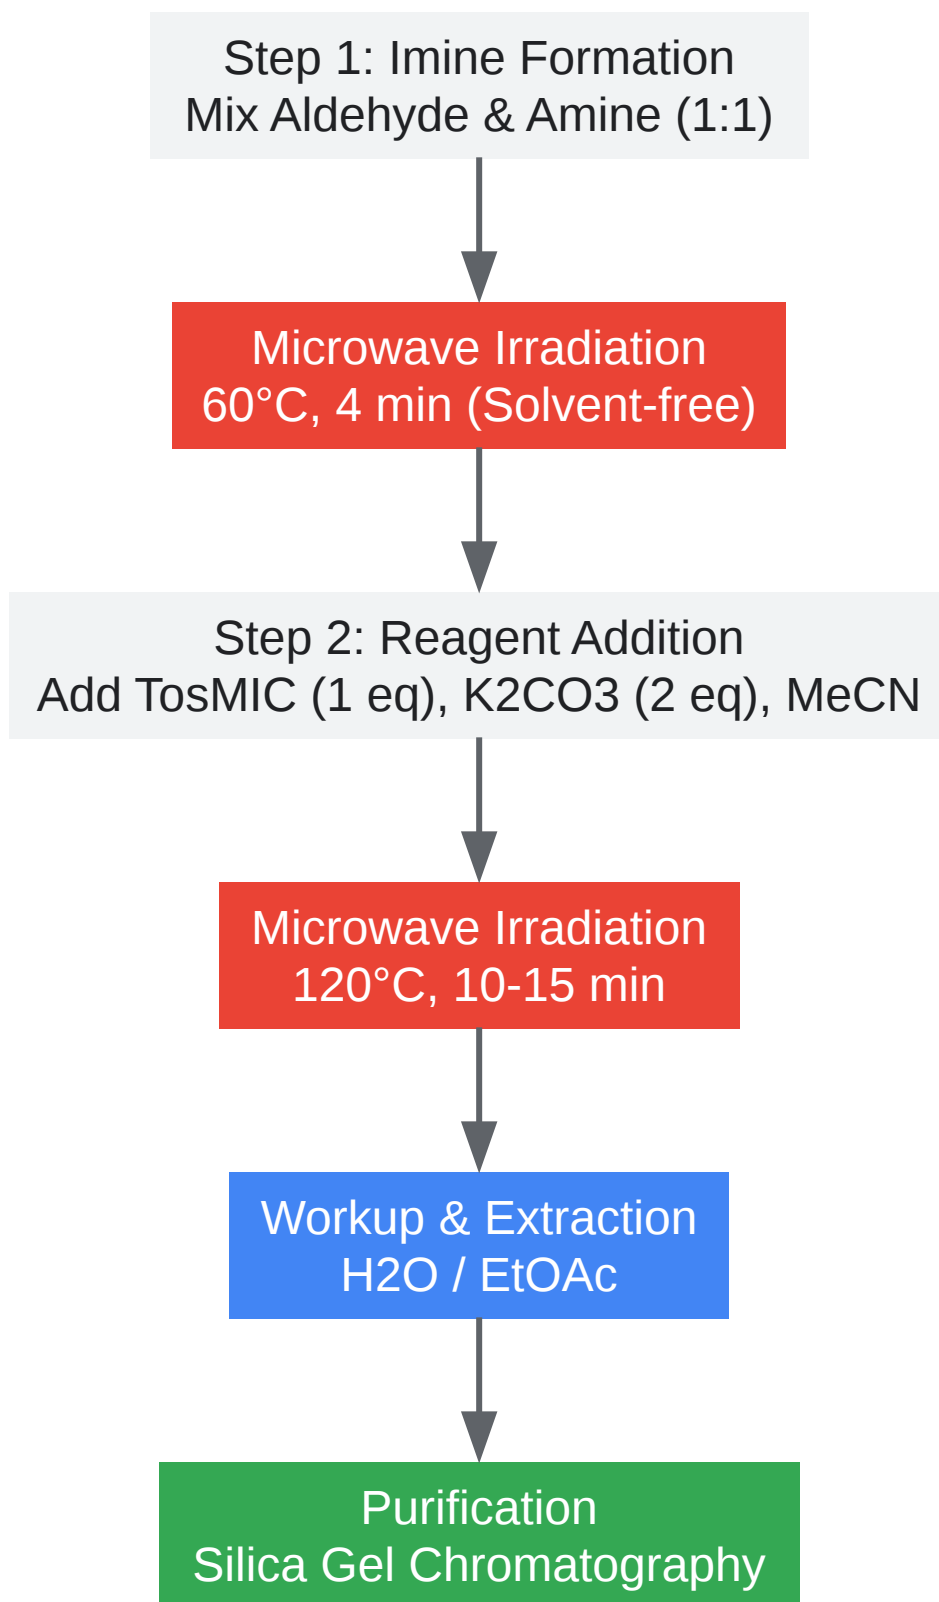 Step 1: Imine Formation
Mix Aldehyde & Amine (1:1)
Microwave Irradiation
60°C, 4 min (Solvent-free)
Step 2: Reagent Addition
Add TosMIC (1 eq), K2CO3 (2 eq), MeCN
Microwave Irradiation
120°C, 10-15 min
Workup & Extraction
H2O / EtOAc
Purification
Silica Gel Chromatography